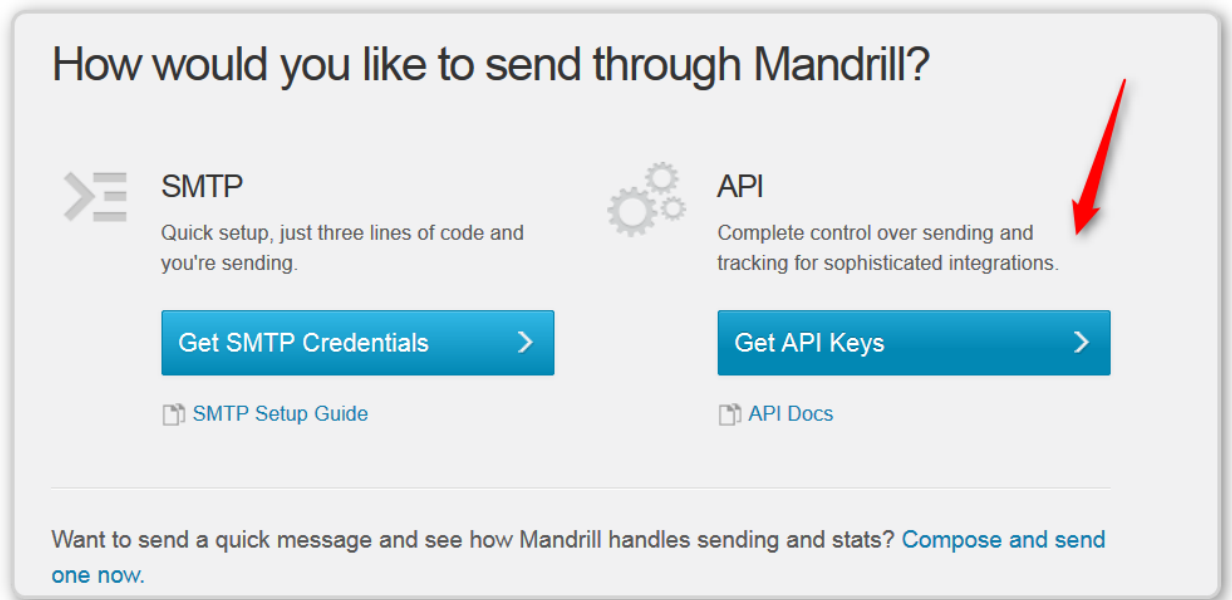 How would you like to send through Mandrill?
SMTP
Quick setup, just three lines of code and
you're sending.
Get SMTP Credentials
SMTP Setup Guide
API
Complete control over sending and
tracking for sophisticated integrations.
Get API Keys
API Docs
Want to send a quick message and see how Mandrill handles sending and stats? Compose and send
one now.